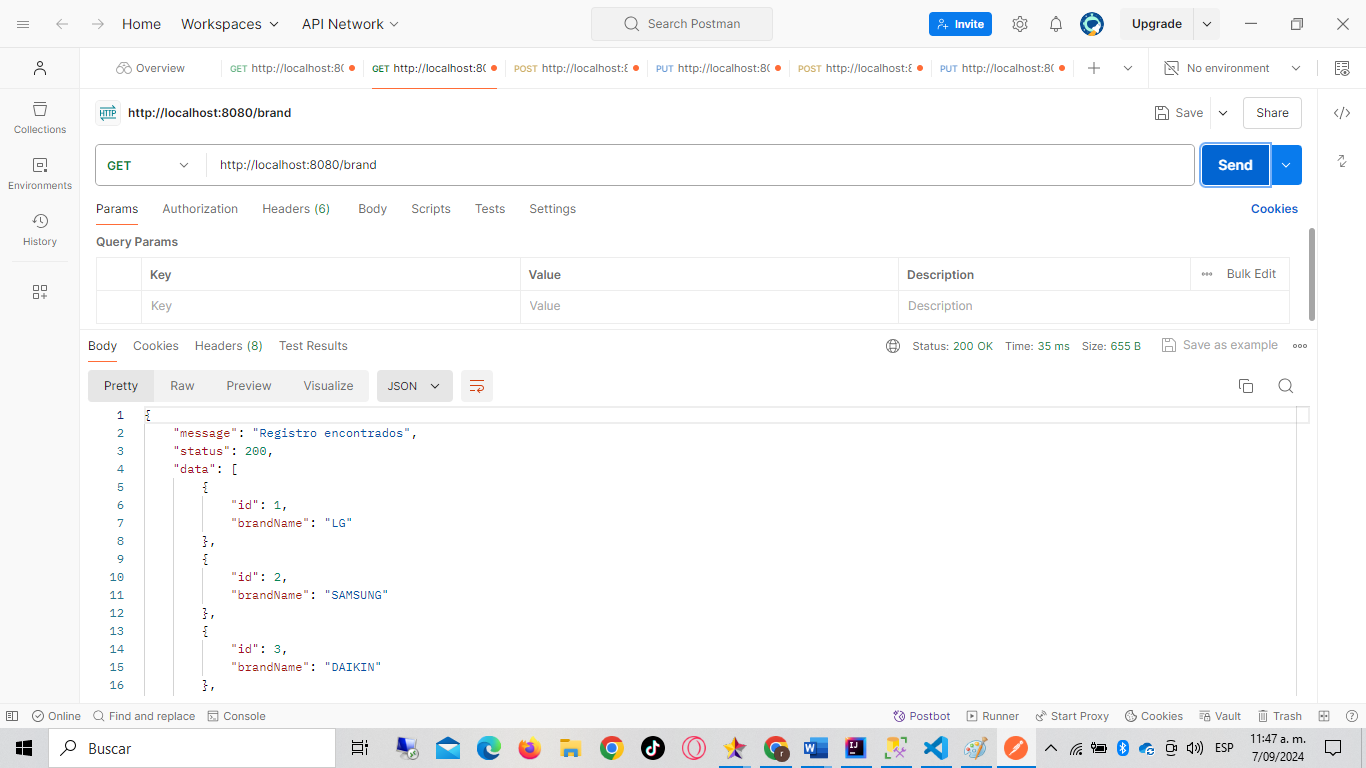 Home Workspaces API Network Search Postman Invite Upgrade
Overview GET http://localhost:80 GET http://localhost:80 POST http://localhost:8 PUT http://localhost:80 POST http://localhost:8 PUT http://localhost:80 No environment
HTTP http://localhost:8080/brand Save Share
Collections
GET http://localhost:8080/brand Send
Environments
Params Authorization Headers (6) Body Scripts Tests Settings Cookies
History
Query Params
Key Value Description Bulk Edit
Key Value Description
Body Cookies Headers (8) Test Results Status: 200 OK Time: 35 ms Size: 655 B Save as example
Pretty Raw Preview Visualize JSON
1 {
2 "message": "Registro encontrados",
3 "status": 200,
4 "data": [
5 {
6 "id": 1,
7 "brandName": "LG"
8 },
9 {
10 "id": 2,
11 "brandName": "SAMSUNG"
12 },
13 {
14 "id": 3,
15 "brandName": "DAIKIN"
16 },
Online Find and replace Console Postbot Runner Start Proxy Cookies Vault Trash
Buscar ESP 11:47 a. m.
7/09/2024